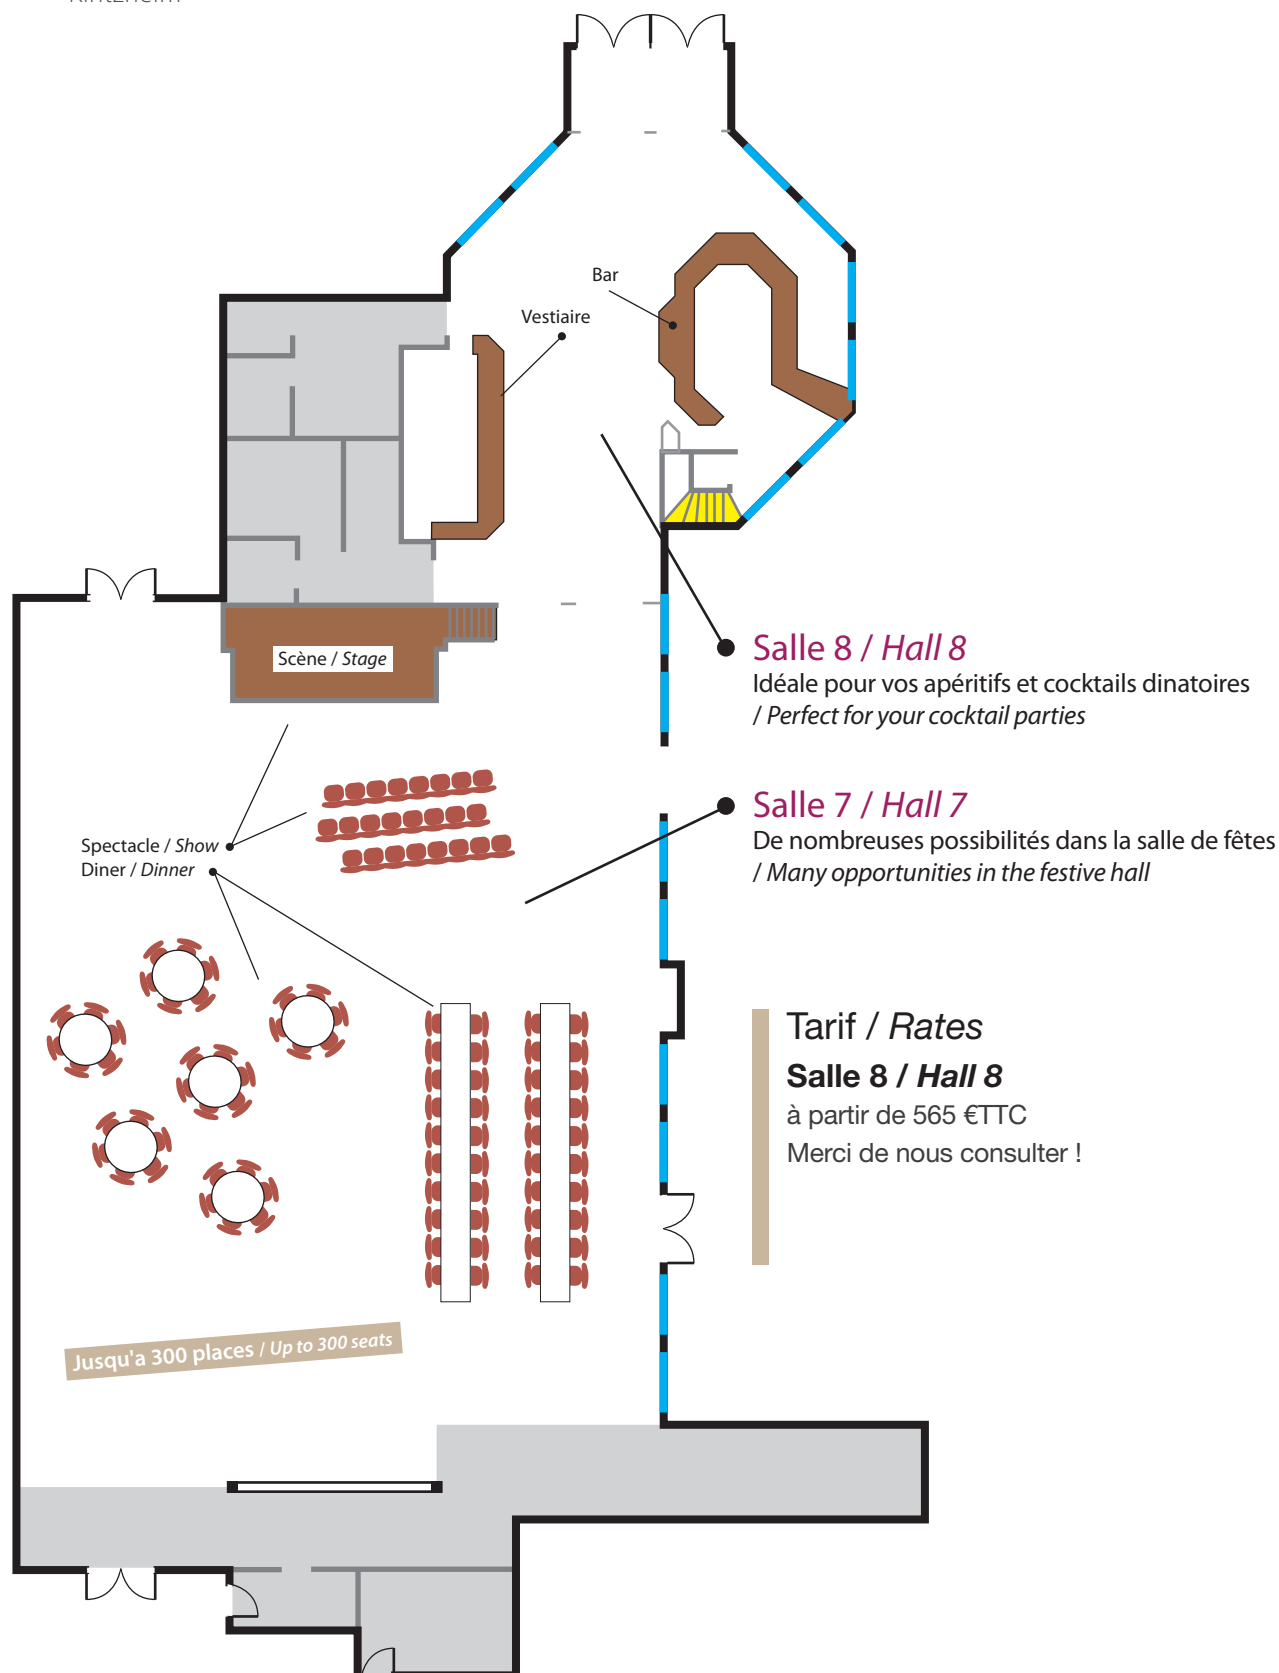 Kintzheim
Bar
Vestiaire
Scène / Stage
Salle 8 / Hall 8
Idéale pour vos apéritifs et cocktails dinatoires
/ Perfect for your cocktail parties
Salle 7 / Hall 7
De nombreuses possibilités dans la salle de fêtes
/ Many opportunities in the festive hall
Spectacle / Show
Diner / Dinner
Tarif / Rates
Salle 8 / Hall 8
à partir de 565 €TTC
Merci de nous consulter !
Jusqu'a 300 places / Up to 300 seats